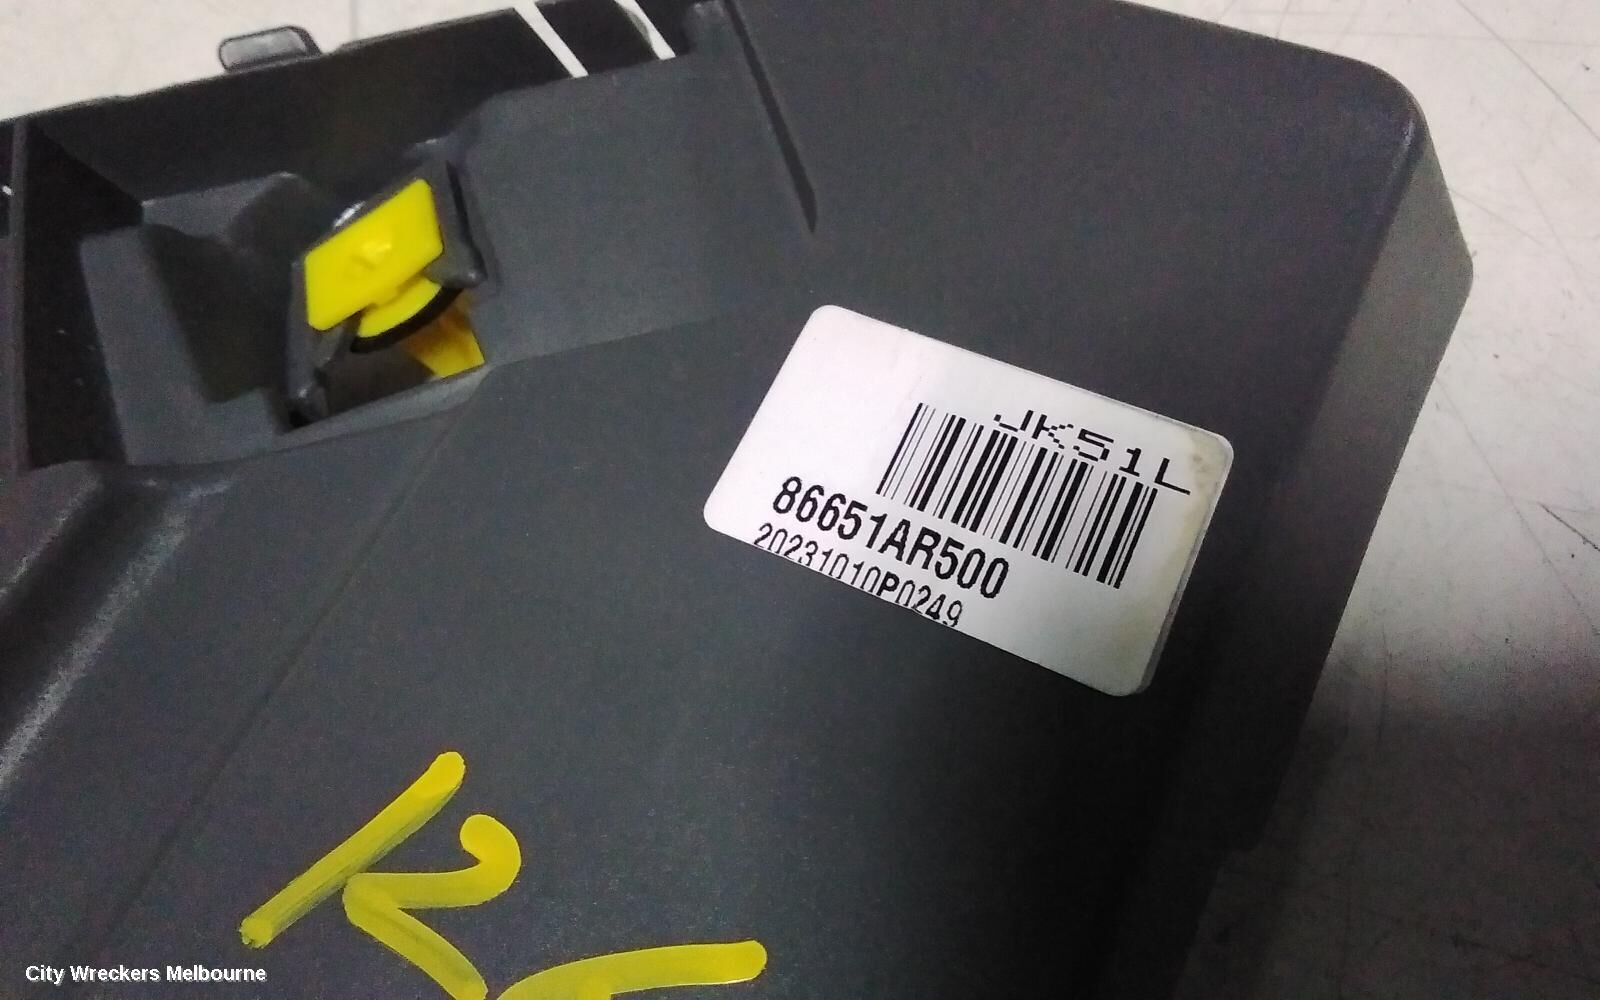 JK51L
86651AR500
20231010P0249
R
City Wreckers Melbourne